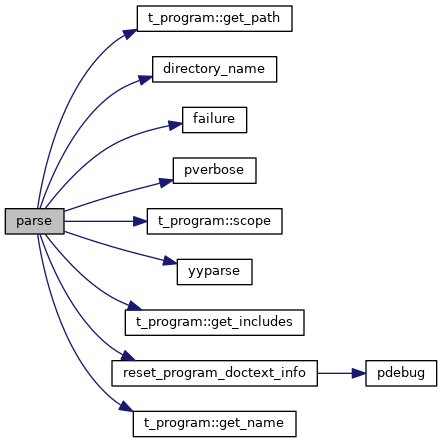 t_program::get_path
directory_name
failure
pverbose
parse
t_program::scope
yyparse
t_program::get_includes
reset_program_doctext_info
pdebug
t_program::get_name